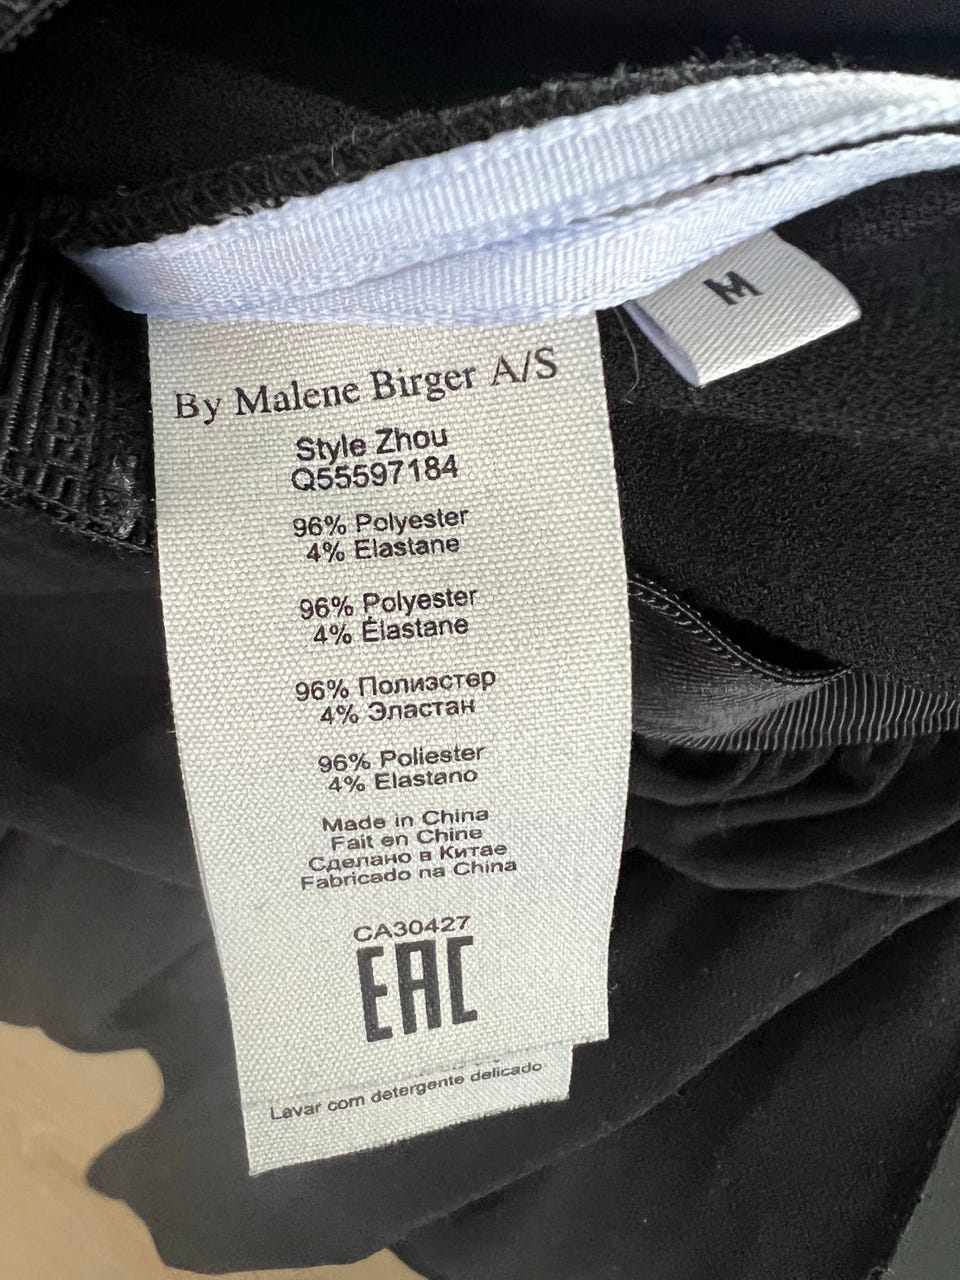 M
By Malene Birger A/S
Style Zhou
Q55597184
96% Polyester
4% Elastane
96% Polyester
4% Élastane
96% Полиэстер
4% Эластан
96% Poliester
4% Elastano
Made in China
Fait en Chine
Сделано в Китае
Fabricado na China
CA30427
EAC
Lavar com detergente delicado